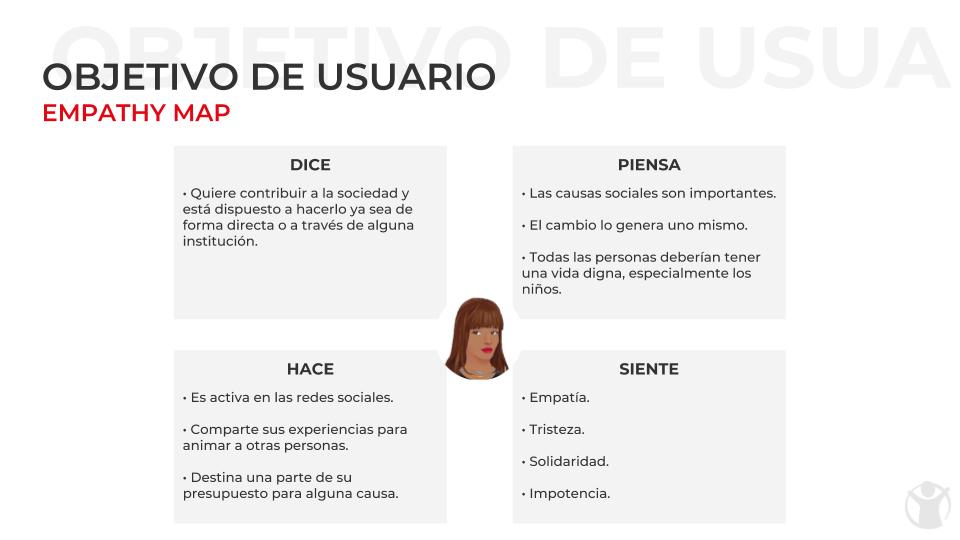 OBJETIVO DE USUA
OBJETIVO DE USUARIO
EMPATHY MAP
DICE
• Quiere contribuir a la sociedad y
está dispuesto a hacerlo ya sea de
forma directa o a través de alguna
institución.
PIENSA
• Las causas sociales son importantes.
• El cambio lo genera uno mismo.
• Todas las personas deberían tener
una vida digna, especialmente los
niños.
HACE
• Es activa en las redes sociales.
• Comparte sus experiencias para
animar a otras personas.
• Destina una parte de su
presupuesto para alguna causa.
SIENTE
• Empatía.
• Tristeza.
• Solidaridad.
• Impotencia.